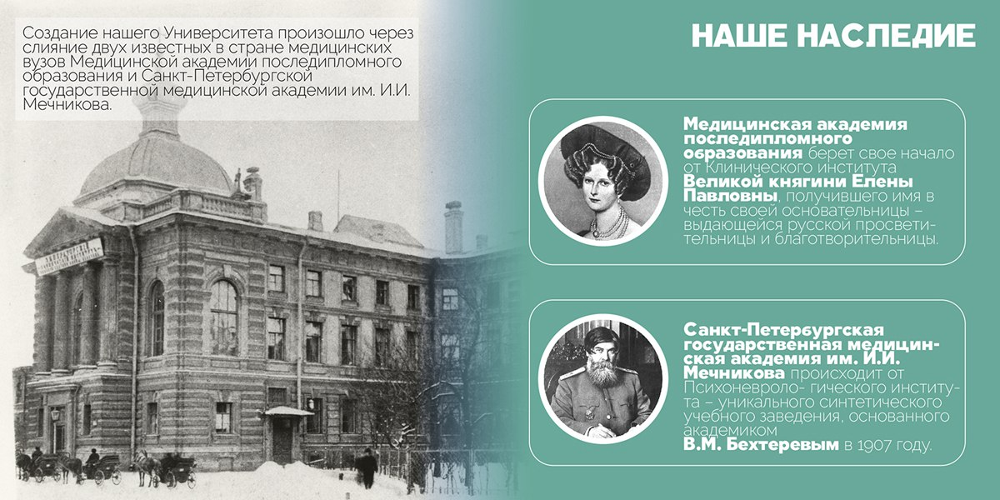 Создание нашего Университета произошло через
слияние двух известных в стране медицинских
вузов Медицинской академии последипломного
образования и Санкт-Петербургской
государственной медицинской академии им. И.И.
Мечникова.
НАШЕ НАСЛЕДИЕ
Медицинская академия
последипломного
образования берет свое начало
от Клинического института
Великой княгини Елены
Павловны, получившего имя в
честь своей основательницы –
выдающейся русской просвети-
тельницы и благотворительницы.
Санкт-Петербургская
государственная медицин-
ская академия им. И.И.
Мечникова происходит от
Психоневроло- гического институ-
та – уникального синтетического
учебного заведения, основанного
академиком
В.М. Бехтеревым в 1907 году.